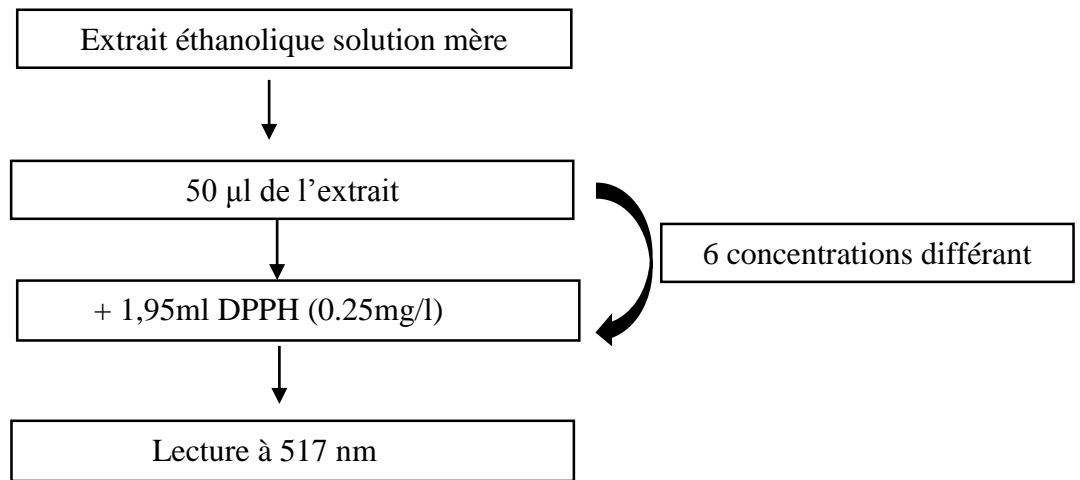 Extrait éthanolique solution mère
50 µl de l’extrait
6 concentrations différant
+ 1,95ml DPPH (0.25mg/l)
Lecture à 517 nm